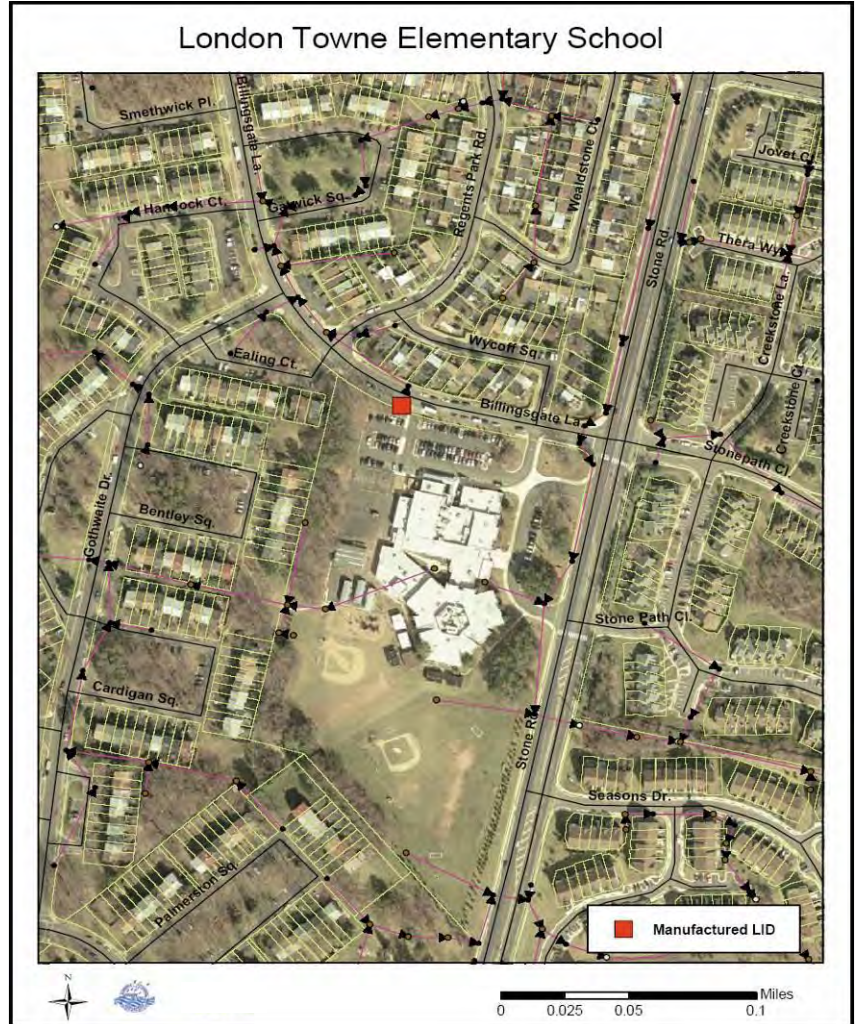 London Towne Elementary School
Smethwick Pl.
Billingsgate La.
Jovet C
Wealdstone Ct.
Regents Park Rd.
Hancock Ct.
Gatwick Sq.
Stone Rd.
Thera Wy
Creekstone La.
Wycoff Sq.
Ealing Ct.
Creekstone Ct.
Billingsgate La.
Stonepath Ct.
Gothwaite Dr.
Bentley Sq.
Stone Path Ct.
Cardigan Sq.
Stone Rd.
Seasons Dr.
Palmerston Sq.
Manufactured LID
N
Miles
0 0.025 0.05 0.1